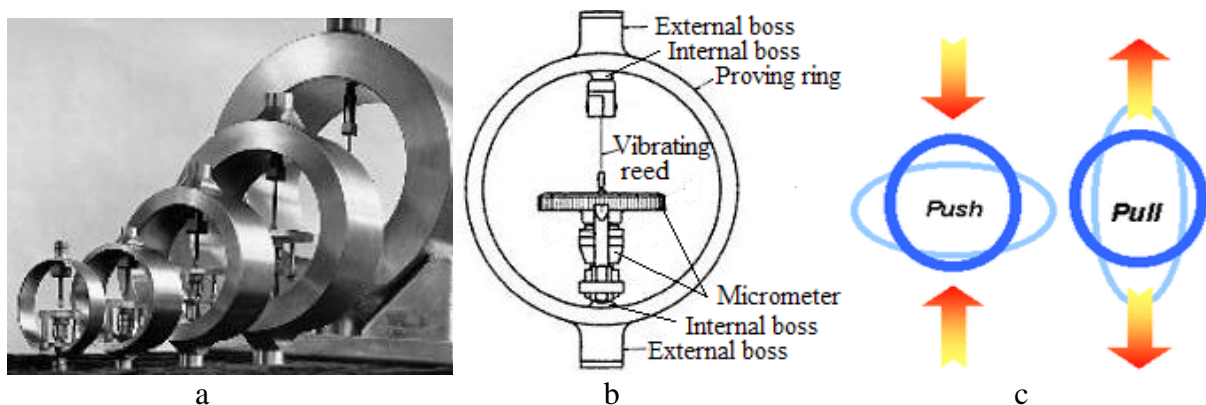 External boss
Internal boss
Proving ring
Vibrating
reed
Micrometer
Internal boss
External boss
Push
Pull
a
b
c